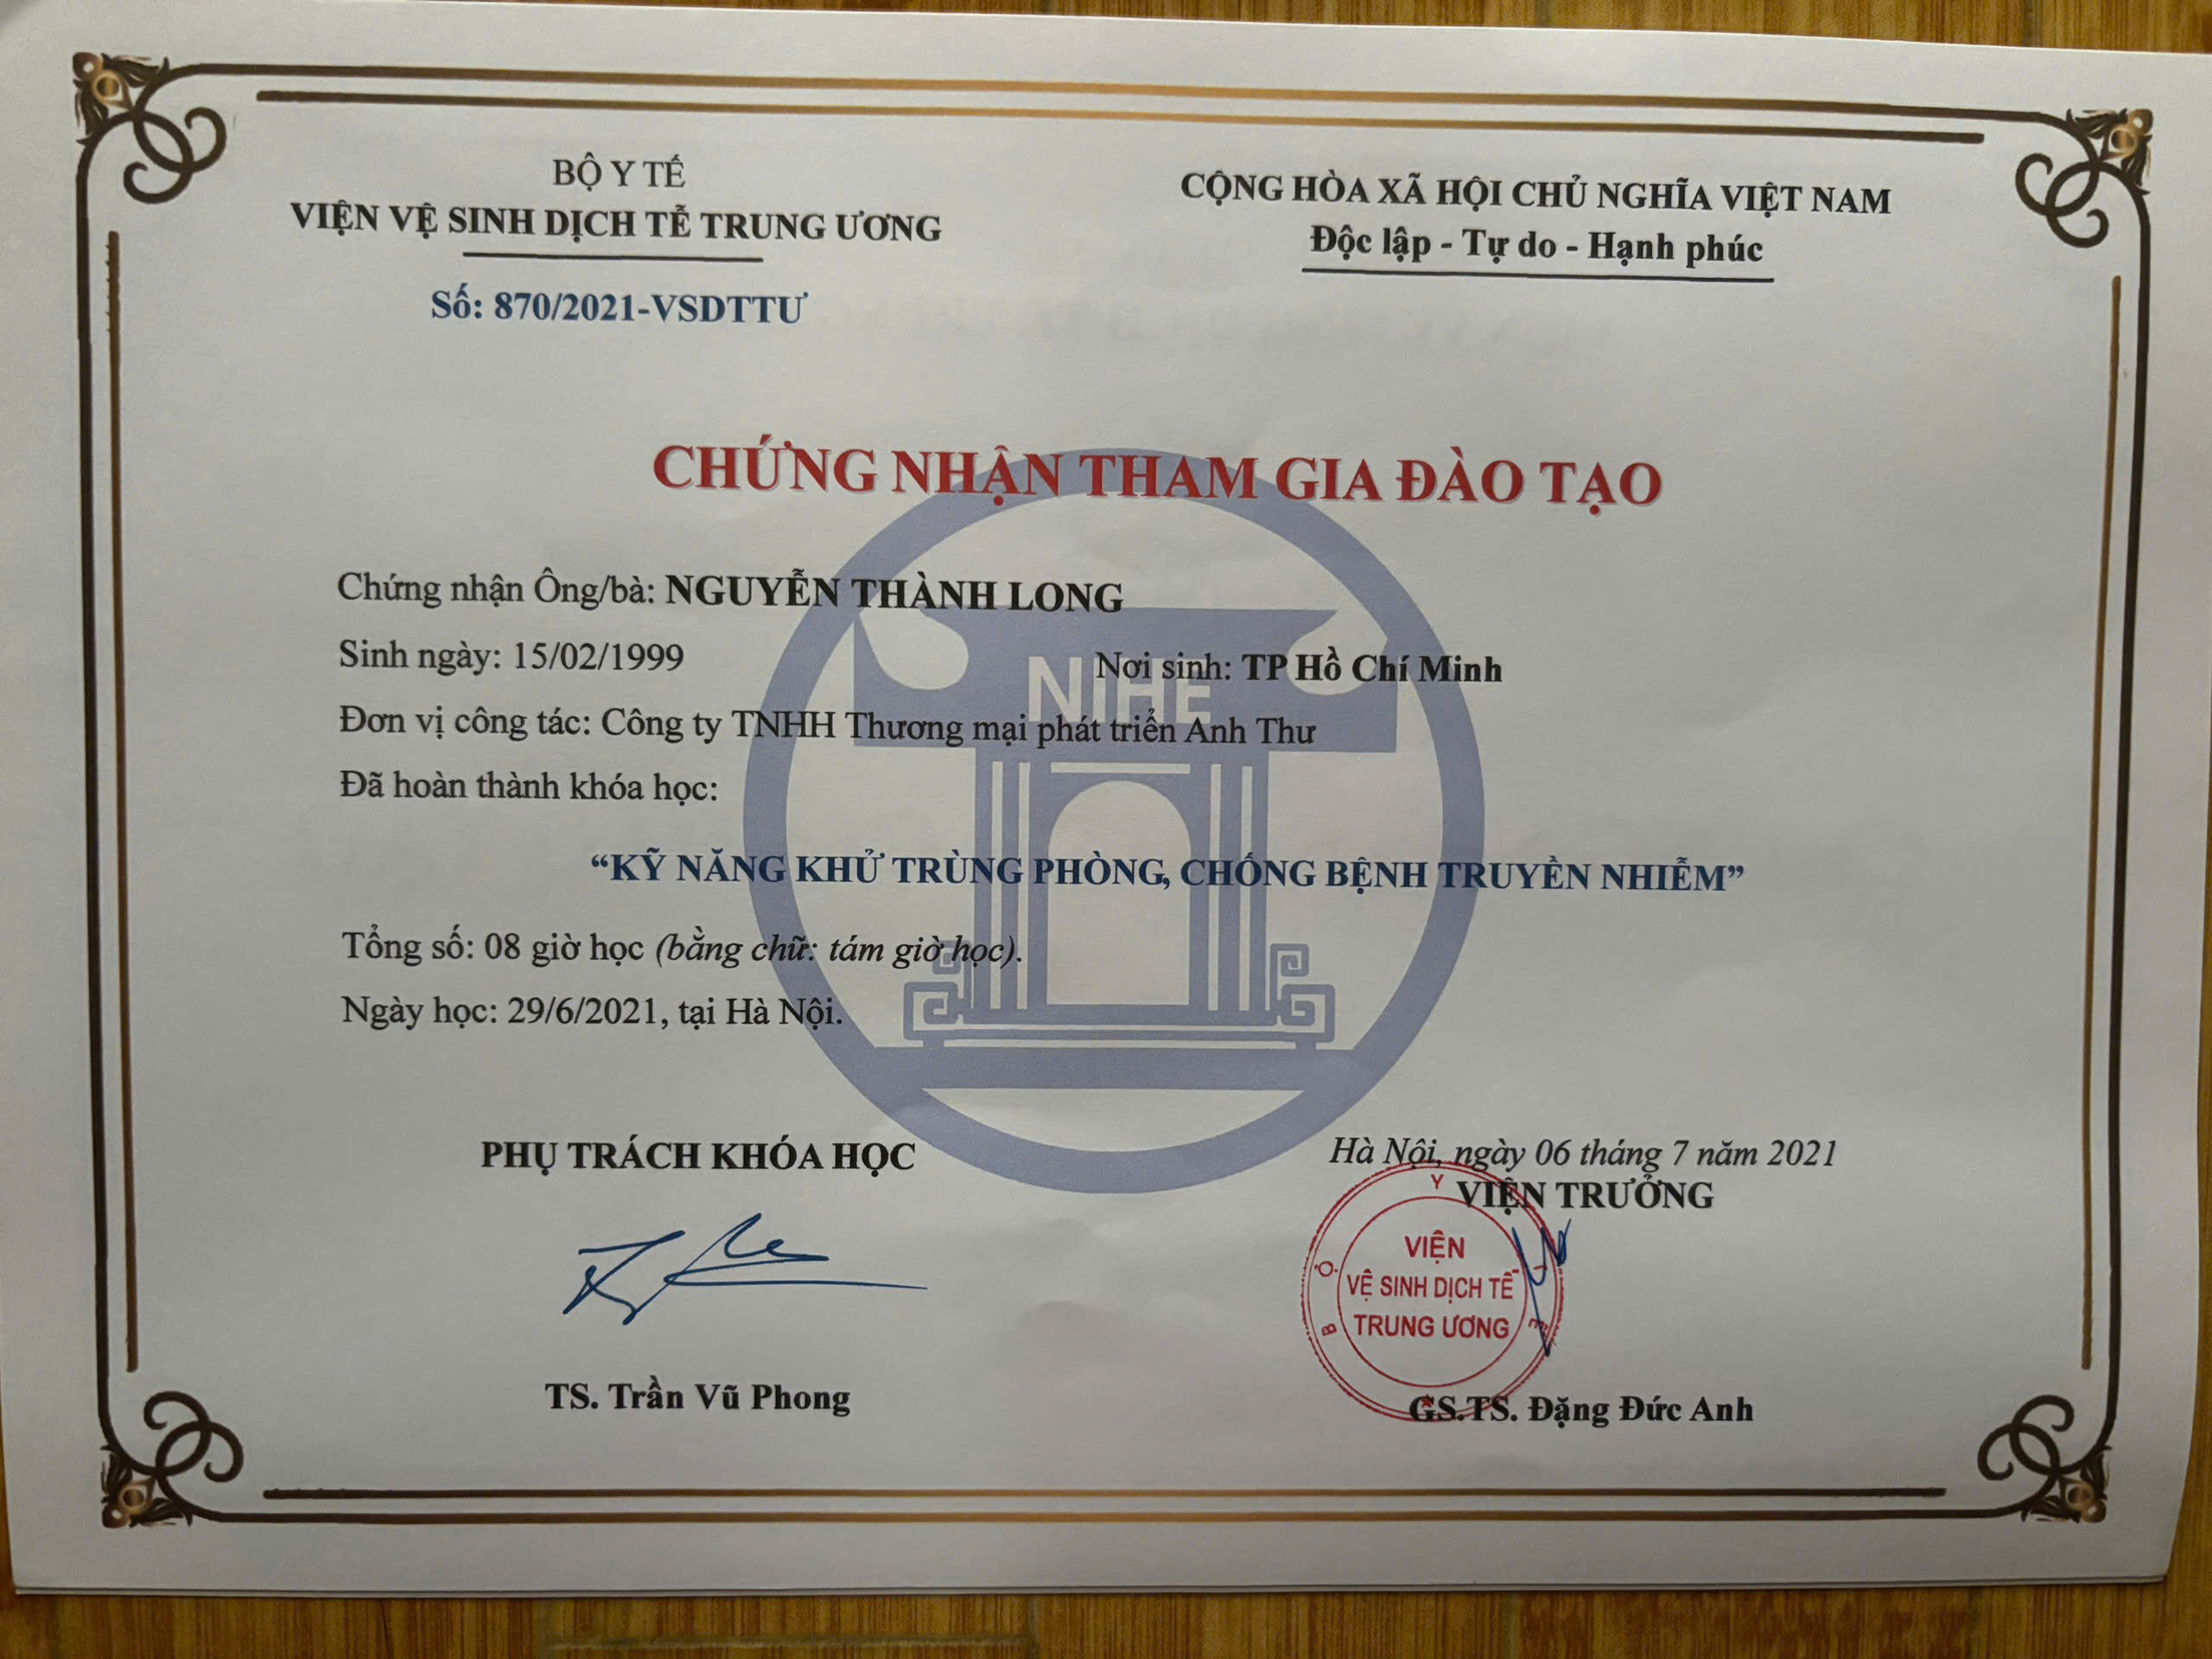 BỘ Y TẾ
VIỆN VỆ SINH DỊCH TỄ TRUNG ƯƠNG
Số: 870/2021-VSDTTƯ
CỘNG HÒA XÃ HỘI CHỦ NGHĨA VIỆT NAM
Độc lập - Tự do - Hạnh phúc
CHỨNG NHẬN THAM GIA ĐÀO TẠO
Chứng nhận Ông/bà: NGUYỄN THÀNH LONG
Sinh ngày: 15/02/1999 Nơi sinh: TP Hồ Chí Minh
NIHE
Đơn vị công tác: Công ty TNHH Thương mại phát triển Anh Thư
Đã hoàn thành khóa học:
“KỸ NĂNG KHỬ TRÙNG PHÒNG, CHỐNG BỆNH TRUYỀN NHIỄM”
Tổng số: 08 giờ học (bằng chữ: tám giờ học).
Ngày học: 29/6/2021, tại Hà Nội.
PHỤ TRÁCH KHÓA HỌC
TS. Trần Vũ Phong
Hà Nội, ngày 06 tháng 7 năm 2021
VIỆN TRƯỞNG
BỘ Y TẾ
VIỆN
VỆ SINH DỊCH TỄ
TRUNG ƯƠNG
GS.TS. Đặng Đức Anh